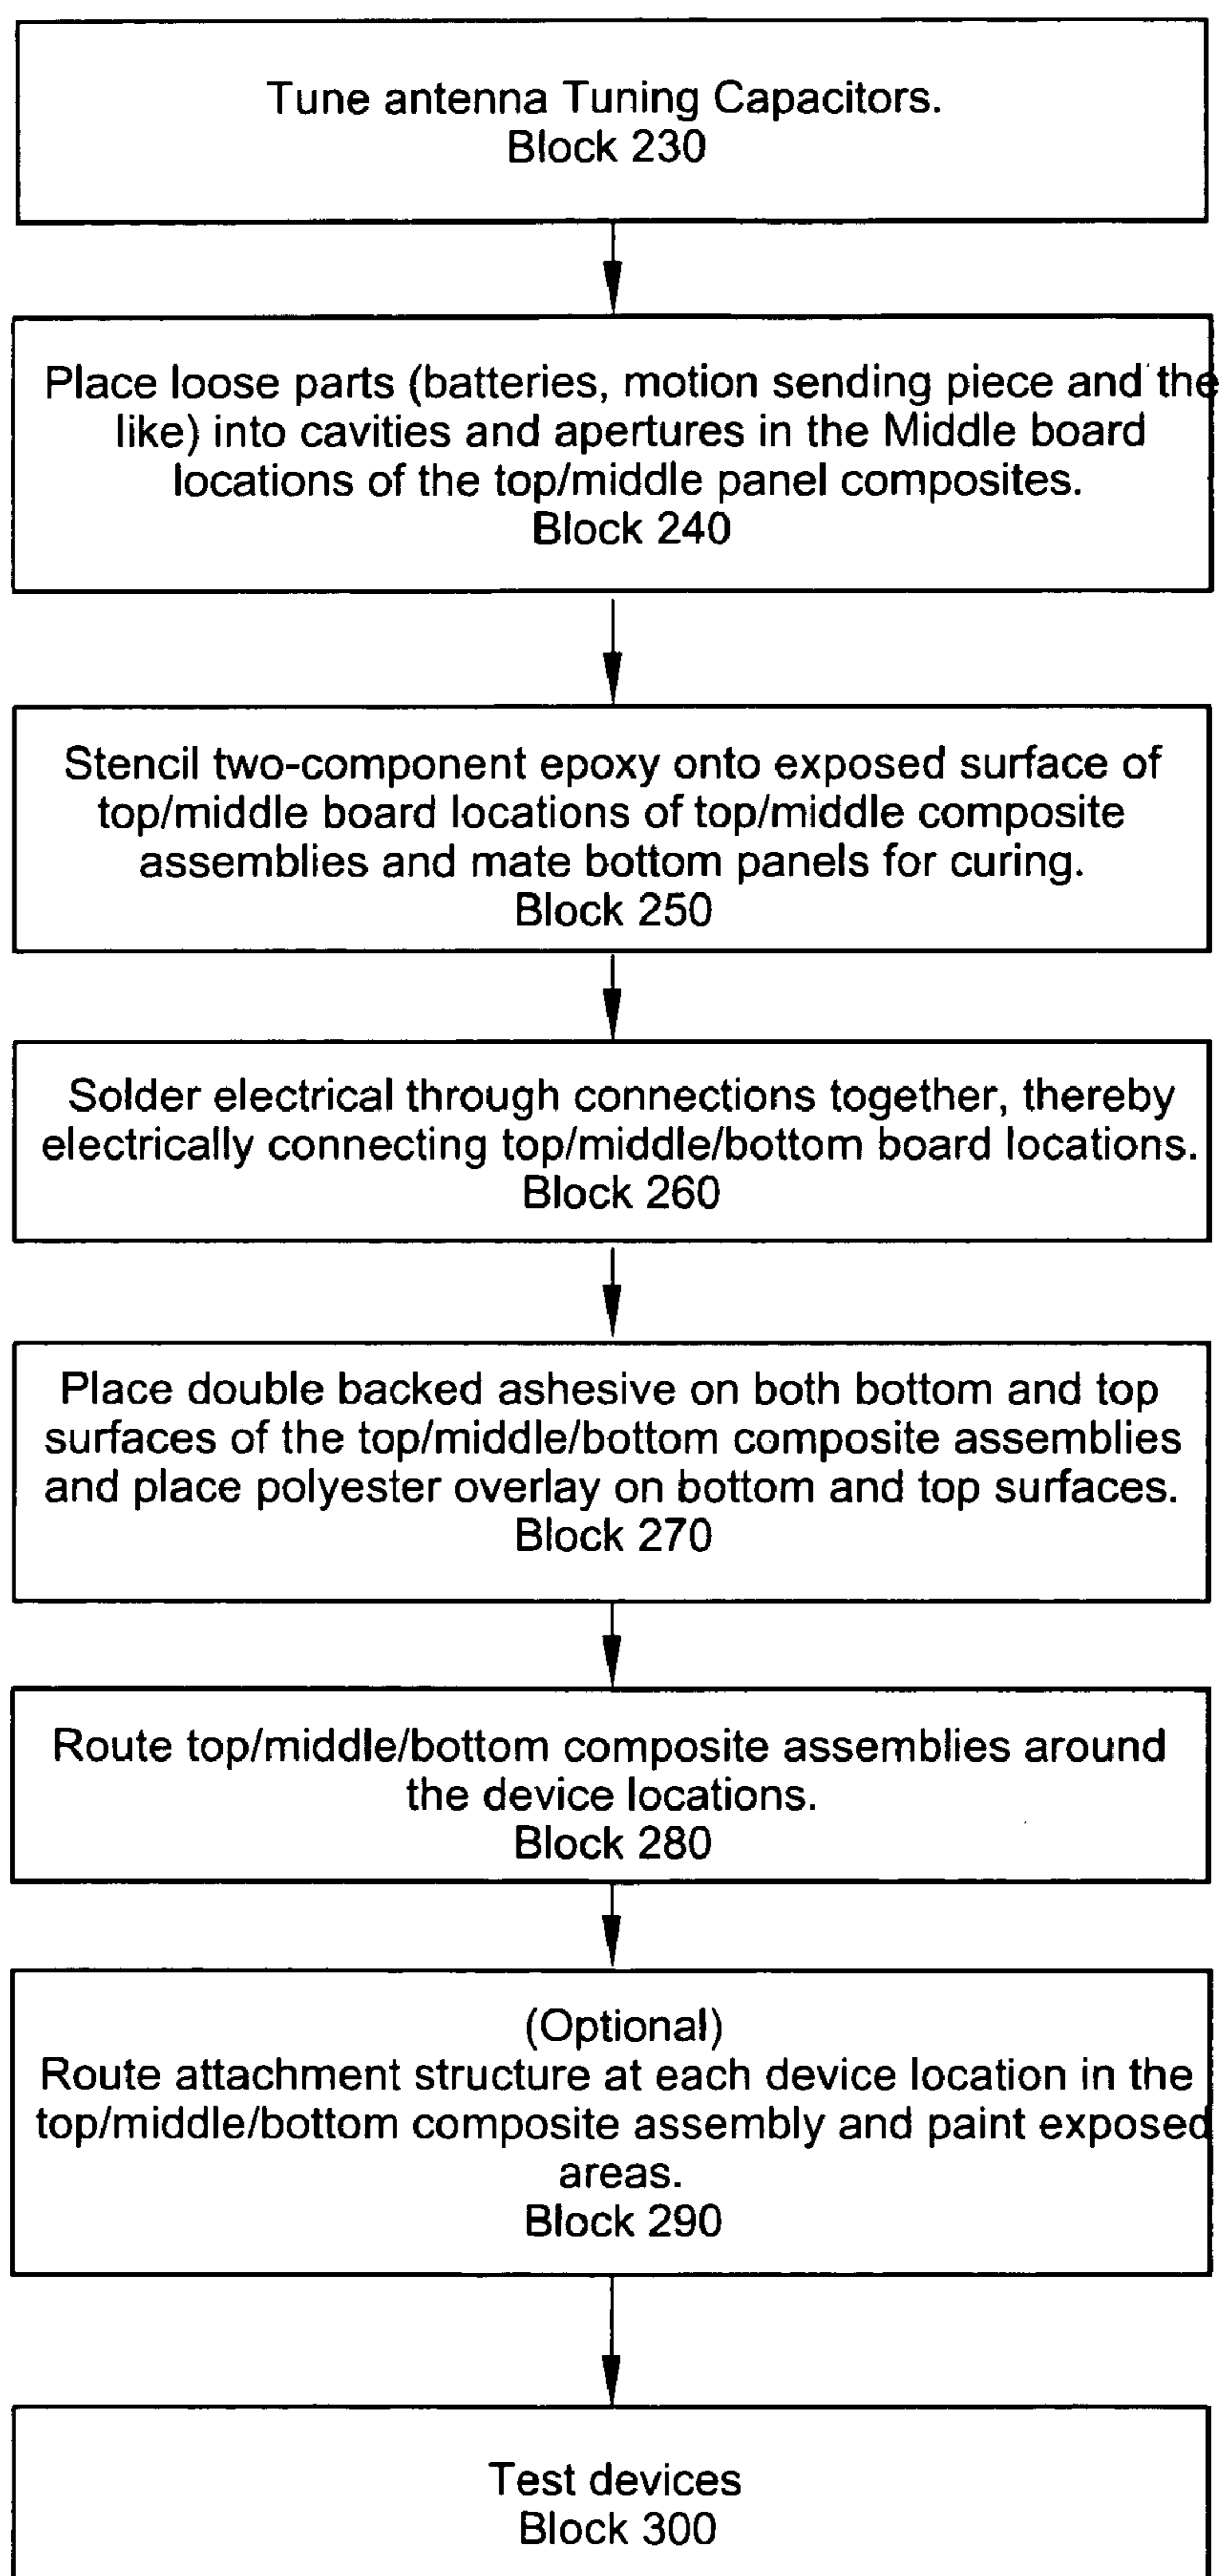 Tune antenna Tuning Capacitors.
Block 230
Place loose parts (batteries, motion sending piece and the
like) into cavities and apertures in the Middle board
locations of the top/middle panel composites.
Block 240
Stencil two-component epoxy onto exposed surface of
top/middle board locations of top/middle composite
assemblies and mate bottom panels for curing.
Block 250
Solder electrical through connections together, thereby
electrically connecting top/middle/bottom board locations.
Block 260
Place double backed ashesive on both bottom and top
surfaces of the top/middle/bottom composite assemblies
and place polyester overlay on bottom and top surfaces.
Block 270
Route top/middle/bottom composite assemblies around
the device locations.
Block 280
(Optional)
Route attachment structure at each device location in the
top/middle/bottom composite assembly and paint exposed
areas.
Block 290
Test devices
Block 300